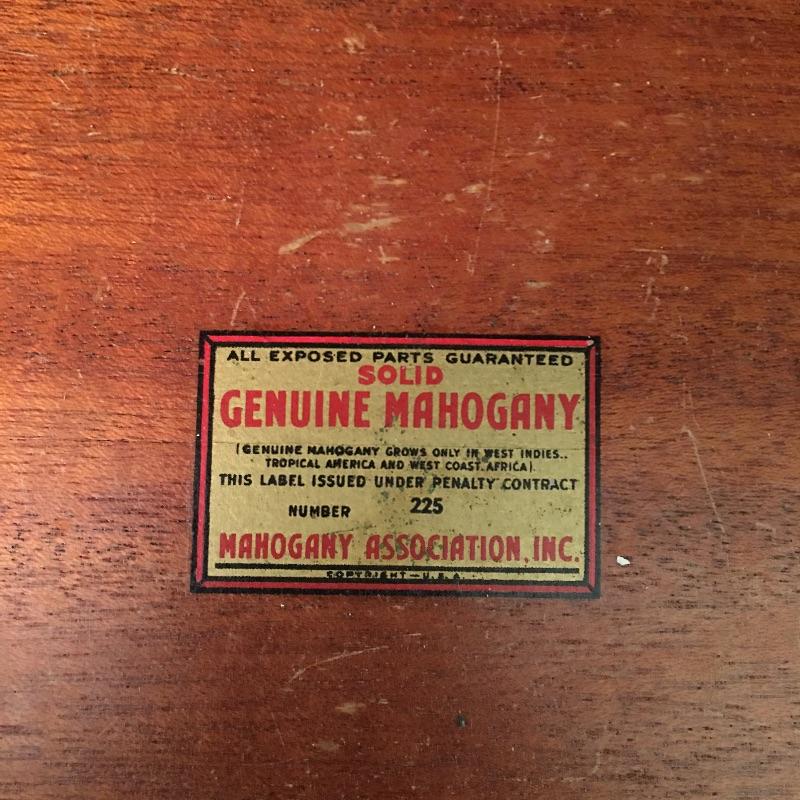 ALL EXPOSED PARTS GUARANTEED
SOLID
GENUINE MAHOGANY
(GENUINE MAHOGANY GROWS ONLY IN WEST INDIES..
TROPICAL AMERICA AND WEST COAST. AFRICA).
THIS LABEL ISSUED UNDER PENALTY CONTRACT
NUMBER 225
MAHOGANY ASSOCIATION, INC.
COPYRIGHT—U.S.A.